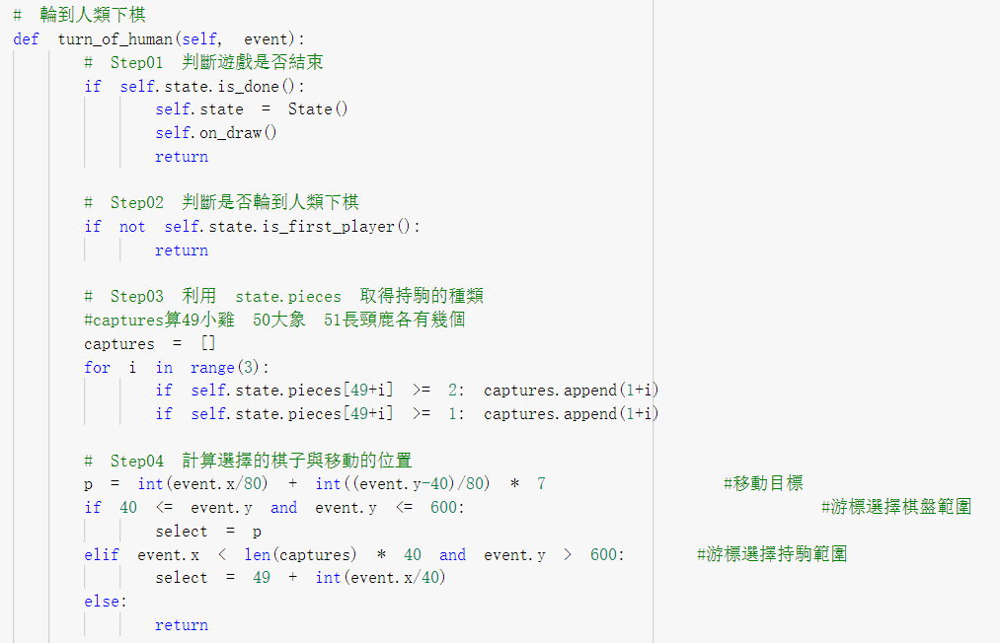 # 輪到人類下棋
def turn_of_human(self, event):
# Step01 判斷遊戲是否結束
if self.state.is_done():
self.state = State()
self.on_draw()
return
# Step02 判斷是否輪到人類下棋
if not self.state.is_first_player():
return
# Step03 利用 state.pieces 取得持駒的種類
#captures算49小雞 50大象 51長頸鹿各有幾個
captures = []
for i in range(3):
if self.state.pieces[49+i] >= 2: captures.append(1+i)
if self.state.pieces[49+i] >= 1: captures.append(1+i)
# Step04 計算選擇的棋子與移動的位置
p = int(event.x/80) + int((event.y-40)/80) * 7 #移動目標
if 40 <= event.y and event.y <= 600: #游標選擇棋盤範圍
select = p
elif event.x < len(captures) * 40 and event.y > 600: #游標選擇持駒範圍
select = 49 + int(event.x/40)
else:
return